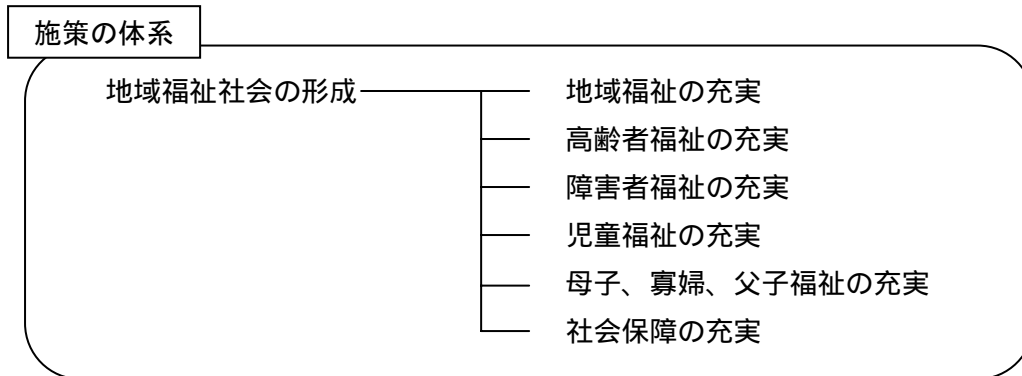 施策の体系
地域福祉社会の形成 地域福祉の充実
高齢者福祉の充実
障害者福祉の充実
児童福祉の充実
母子、寡婦、父子福祉の充実
社会保障の充実